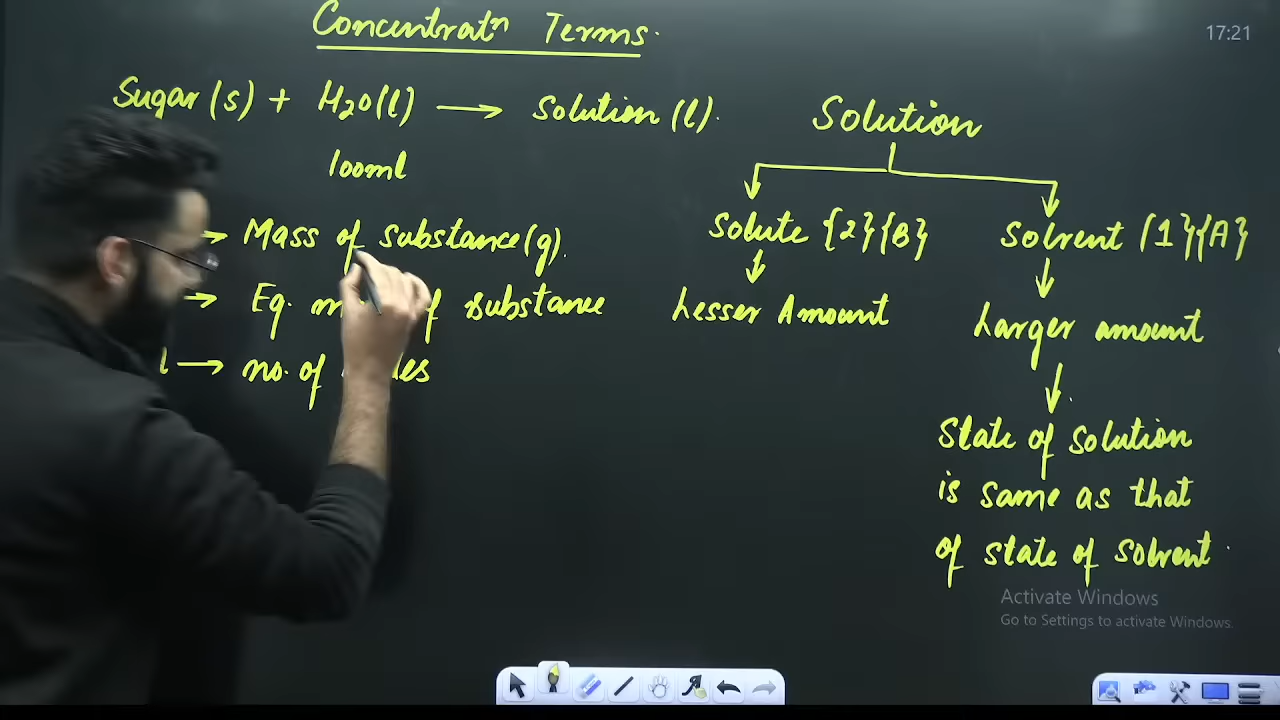 Concentratⁿ Terms.
17:21
Sugar (s) + H2O(l) → Solution (l).
100ml
→ Mass of substance(g).
→ Eq. of substance
→ no. of
Solution
Solute {2}{B}
Lesser Amount
Solvent {1}{A}
Larger amount
State of solution
is same as that
of state of solvent.
Activate Windows
Go to Settings to activate Windows.